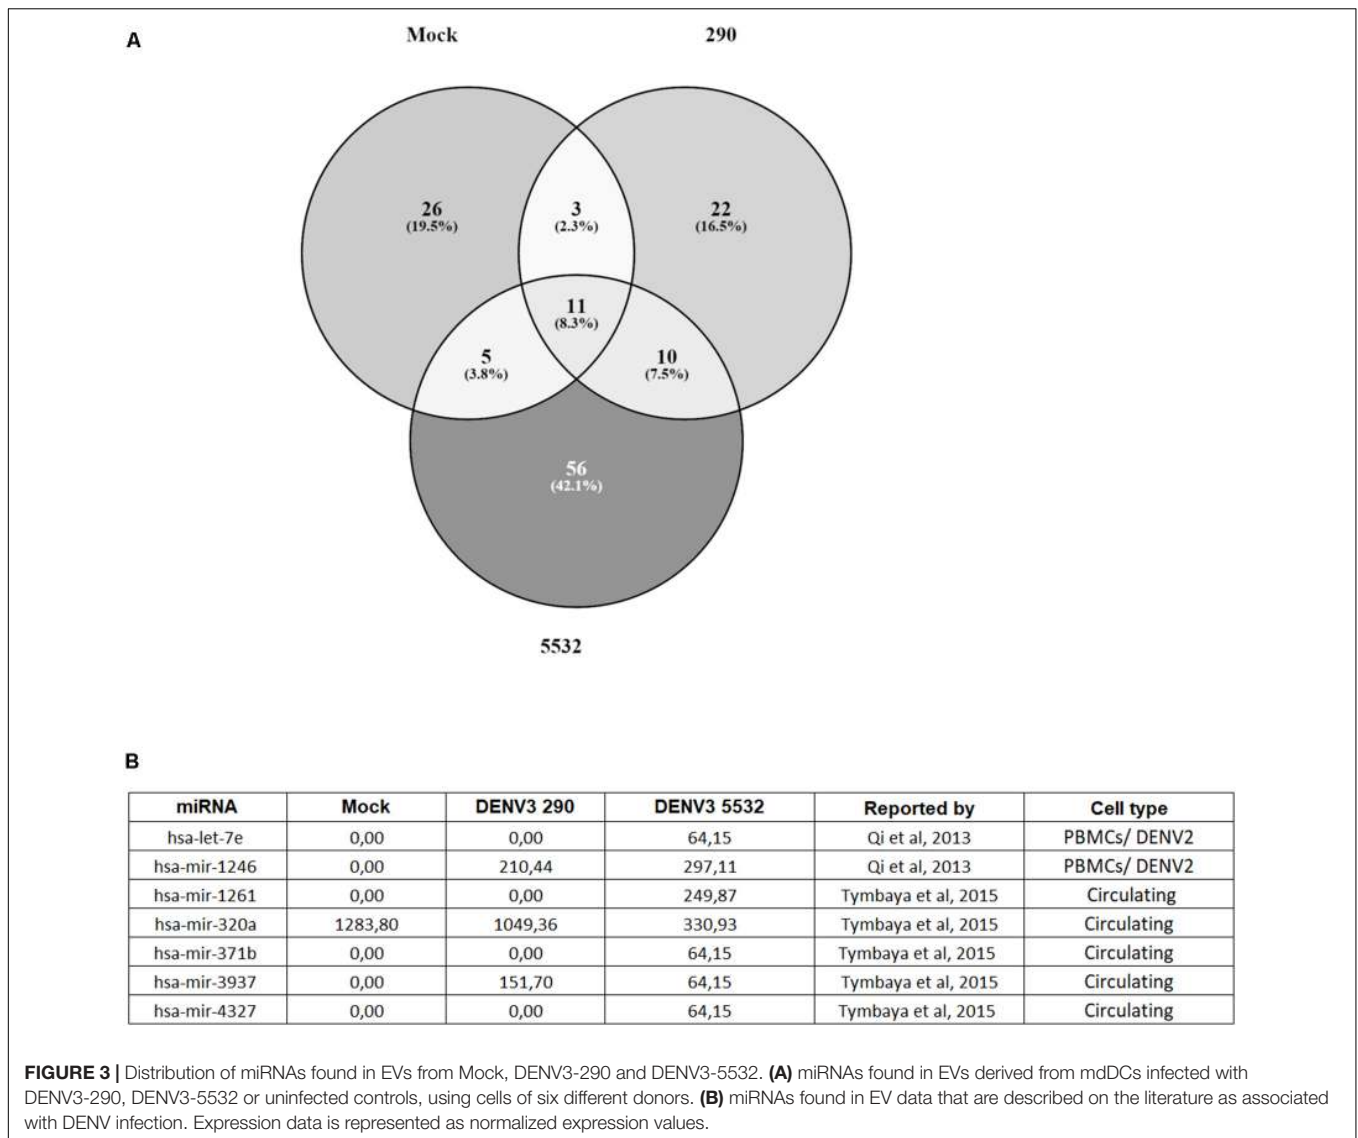 A
Mock
290
26
(19.5%)
3
(2.3%)
22
(16.5%)
11
(8.3%)
5
(3.8%)
10
(7.5%)
56
(42.1%)
5532
B
miRNA Mock DENV3 290 DENV3 5532 Reported by Cell type
hsa-let-7e 0,00 0,00 64,15 Qi et al, 2013 PBMCs/ DENV2
hsa-mir-1246 0,00 210,44 297,11 Qi et al, 2013 PBMCs/ DENV2
hsa-mir-1261 0,00 0,00 249,87 Tymbaya et al, 2015 Circulating
hsa-mir-320a 1283,80 1049,36 330,93 Tymbaya et al, 2015 Circulating
hsa-mir-371b 0,00 0,00 64,15 Tymbaya et al, 2015 Circulating
hsa-mir-3937 0,00 151,70 64,15 Tymbaya et al, 2015 Circulating
hsa-mir-4327 0,00 0,00 64,15 Tymbaya et al, 2015 Circulating
FIGURE 3 | Distribution of miRNAs found in EVs from Mock, DENV3-290 and DENV3-5532. (A) miRNAs found in EVs derived from mdDCs infected with
DENV3-290, DENV3-5532 or uninfected controls, using cells of six different donors. (B) miRNAs found in EV data that are described on the literature as associated
with DENV infection. Expression data is represented as normalized expression values.